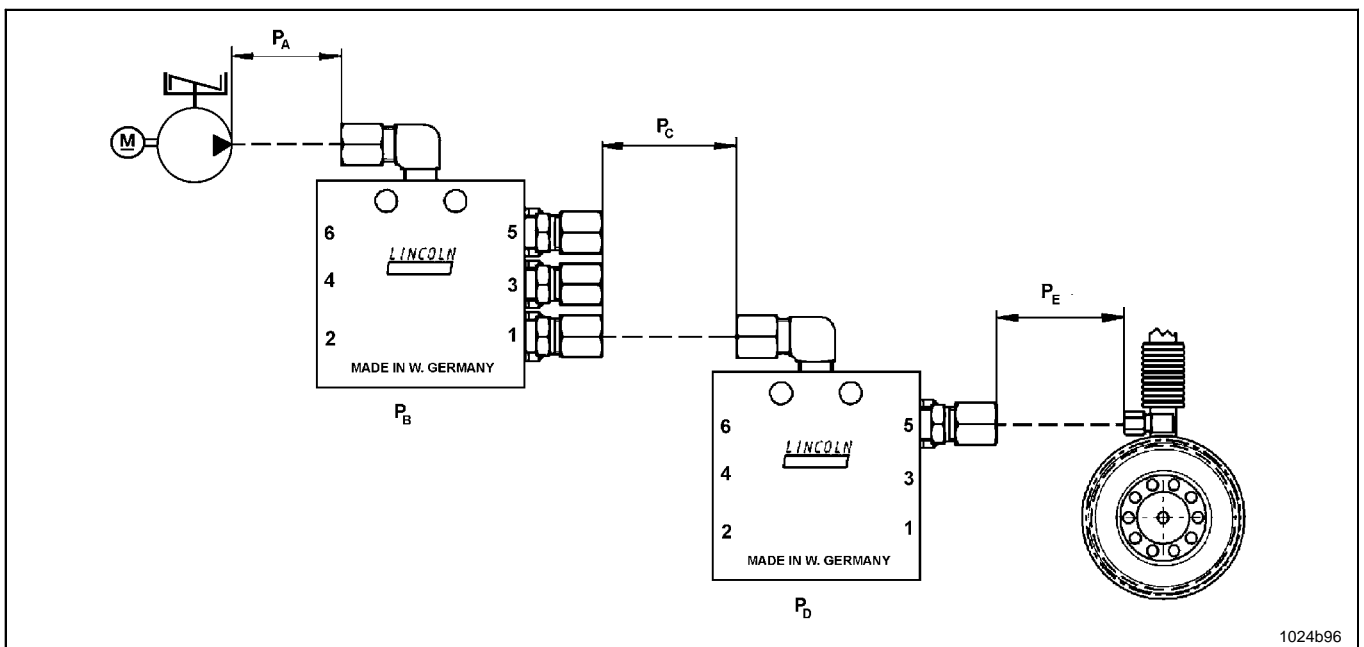 PA
M
PC
6 5
LINCOLN
4 3
2 1
MADE IN W. GERMANY
PB
PE
6 5
LINCOLN
4 3
2 1
MADE IN W. GERMANY
PD
1024b96